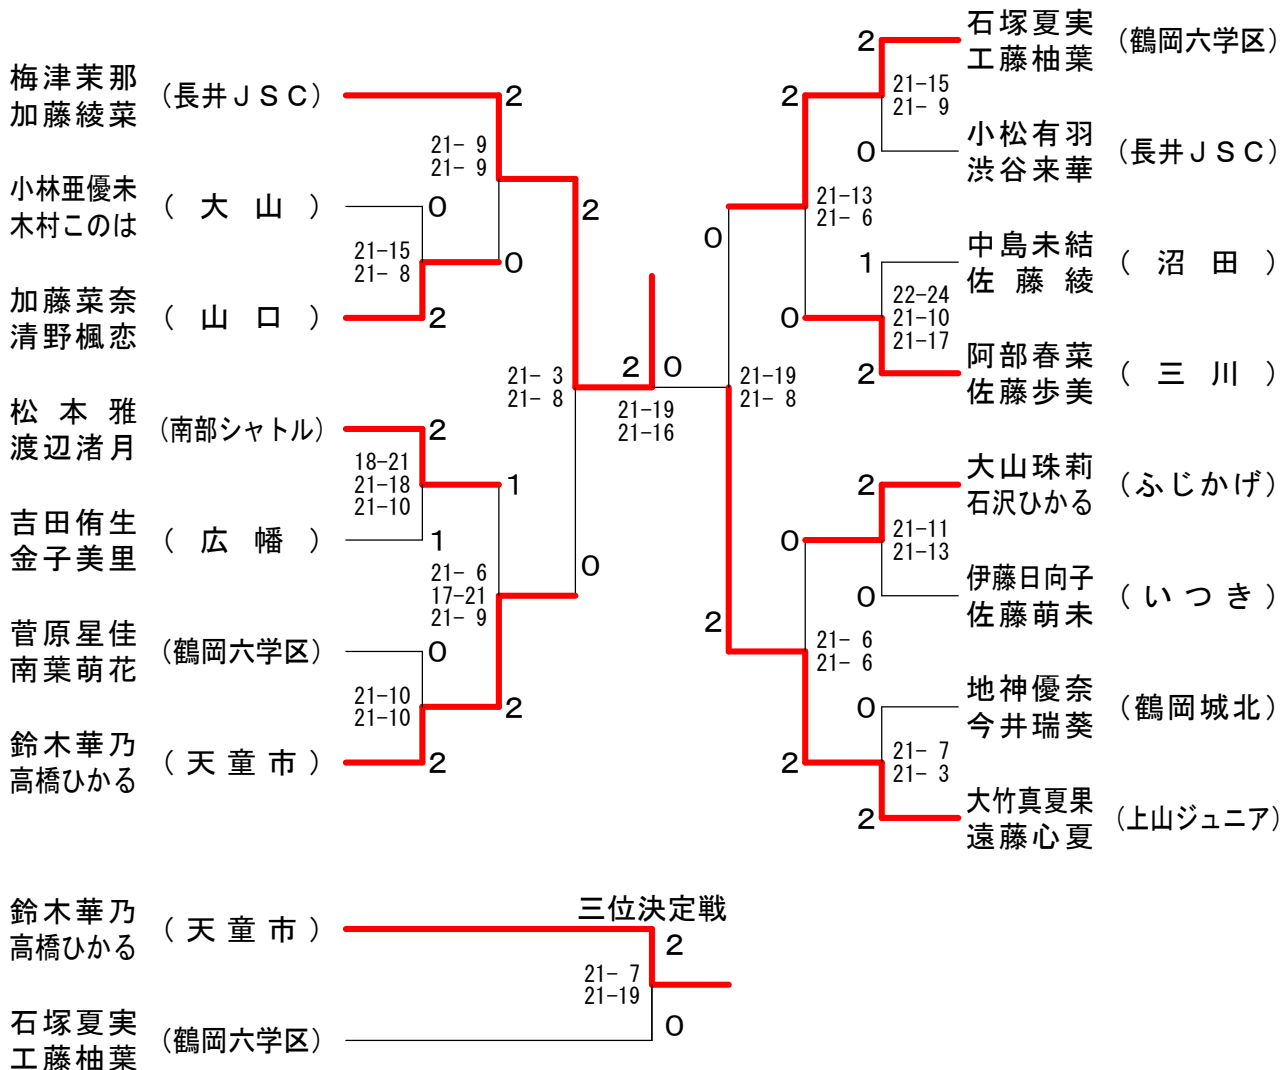 梅津茉那
加藤綾菜
(長井JSC)
小林亜優未
木村このは
(大山)
加藤菜奈
清野楓恋
(山口)
松本雅
渡辺渚月
(南部シャトル)
吉田侑生
金子美里
(広幡)
菅原星佳
南葉萌花
(鶴岡六学区)
鈴木華乃
高橋ひかる
(天童市)
2
21- 9
21- 9
0
21-15
21- 8
0
2
2
18-21
21-18
21-10
1
1
21- 6
17-21
21- 9
0
21-10
21-10
2
2
2
21- 3
21- 8
0
2
0
21-19
21-16
0
21-19
21- 8
2
2
21-13
21- 6
0
0
21- 6
21- 6
2
2
21-15
21- 9
0
1
22-24
21-10
21-17
2
2
21-11
21-13
0
0
21- 7
21- 3
2
石塚夏実
工藤柚葉
(鶴岡六学区)
小松有羽
渋谷来華
(長井JSC)
中島未結
佐藤綾
(沼田)
阿部春菜
佐藤歩美
(三川)
大山珠莉
石沢ひかる
(ふじかげ)
伊藤日向子
佐藤萌未
(いつき)
地神優奈
今井瑞葵
(鶴岡城北)
大竹真夏果
遠藤心夏
(上山ジュニア)
三位決定戦
鈴木華乃
高橋ひかる
(天童市)
2
21- 7
21-19
0
石塚夏実
工藤柚葉
(鶴岡六学区)